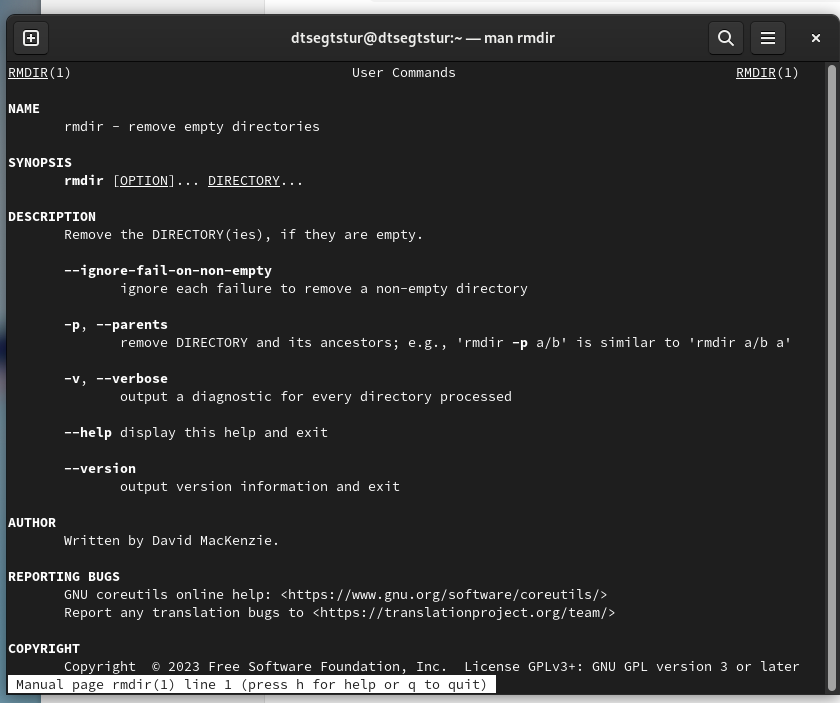 dtsegtstur@dtsegtstur:~ — man rmdir
RMDIR(1) User Commands RMDIR(1)
NAME
rmdir - remove empty directories
SYNOPSIS
rmdir [OPTION]... DIRECTORY...
DESCRIPTION
Remove the DIRECTORY(ies), if they are empty.
--ignore-fail-on-non-empty
ignore each failure to remove a non-empty directory
-p, --parents
remove DIRECTORY and its ancestors; e.g., 'rmdir -p a/b' is similar to 'rmdir a/b a'
-v, --verbose
output a diagnostic for every directory processed
--help display this help and exit
--version
output version information and exit
AUTHOR
Written by David MacKenzie.
REPORTING BUGS
GNU coreutils online help: <https://www.gnu.org/software/coreutils/>
Report any translation bugs to <https://translationproject.org/team/>
COPYRIGHT
Copyright © 2023 Free Software Foundation, Inc. License GPLv3+: GNU GPL version 3 or later
Manual page rmdir(1) line 1 (press h for help or q to quit)